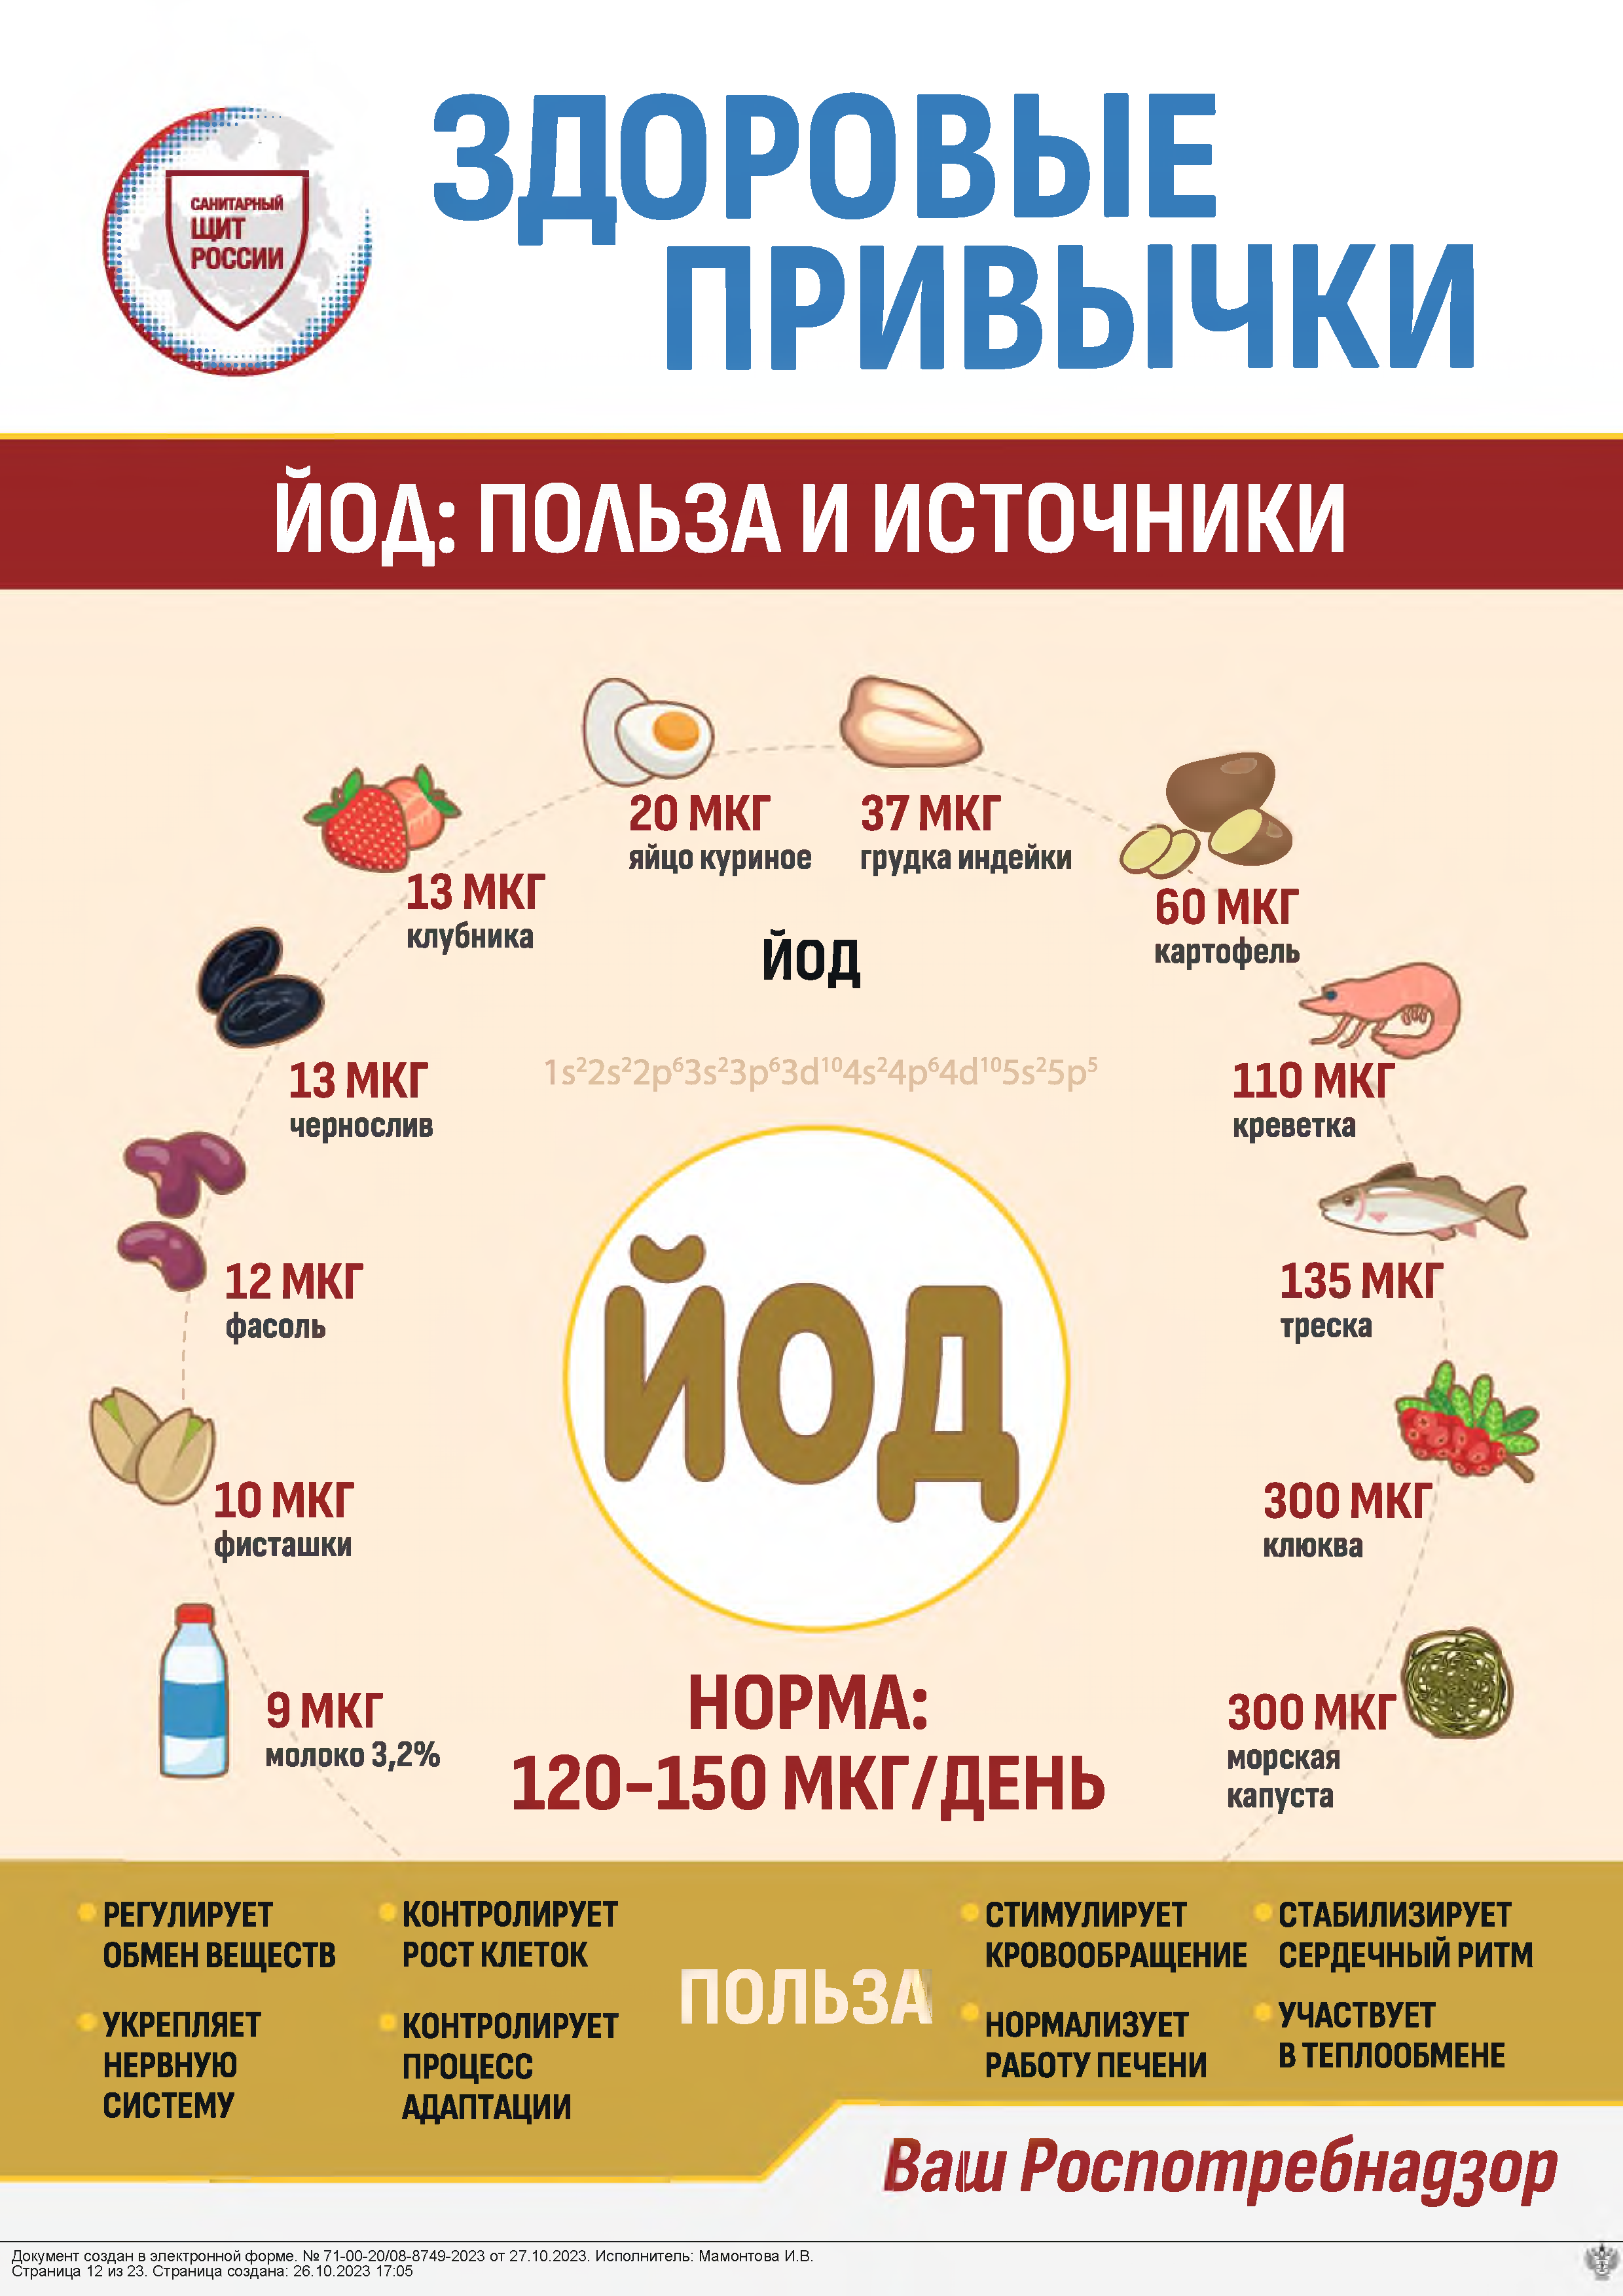 САНИТАРНЫЙ
ЩИТ
РОССИИ
ЗДОРОВЫЕ
ПРИВЫЧКИ
ЙОД: ПОЛЬЗА И ИСТОЧНИКИ
20 МКГ
яйцо куриное
37 МКГ
грудка индейки
13 МКГ
клубника
60 МКГ
картофель
ЙОД
1s²2s²2p⁶3s²3p⁶3d¹⁰4s²4p⁶4d¹⁰5s²5p⁵
13 МКГ
чернослив
110 МКГ
креветка
ЙОД
12 МКГ
фасоль
135 МКГ
треска
10 МКГ
фисташки
300 МКГ
клюква
9 МКГ
молоко 3,2%
300 МКГ
морская
капуста
НОРМА:
120-150 МКГ/ДЕНЬ
РЕГУЛИРУЕТ
ОБМЕН ВЕЩЕСТВ
УКРЕПЛЯЕТ
НЕРВНУЮ
СИСТЕМУ
КОНТРОЛИРУЕТ
РОСТ КЛЕТОК
КОНТРОЛИРУЕТ
ПРОЦЕСС
АДАПТАЦИИ
ПОЛЬЗА
СТИМУЛИРУЕТ
КРОВООБРАЩЕНИЕ
НОРМАЛИЗУЕТ
РАБОТУ ПЕЧЕНИ
СТАБИЛИЗИРУЕТ
СЕРДЕЧНЫЙ РИТМ
УЧАСТВУЕТ
В ТЕПЛООБМЕНЕ
Ваш Роспотребнадзор
Документ создан в электронной форме. № 71-00-20/08-8749-2023 от 27.10.2023. Исполнитель: Мамонтова И.В.
Страница 12 из 23. Страница создана: 26.10.2023 17:05